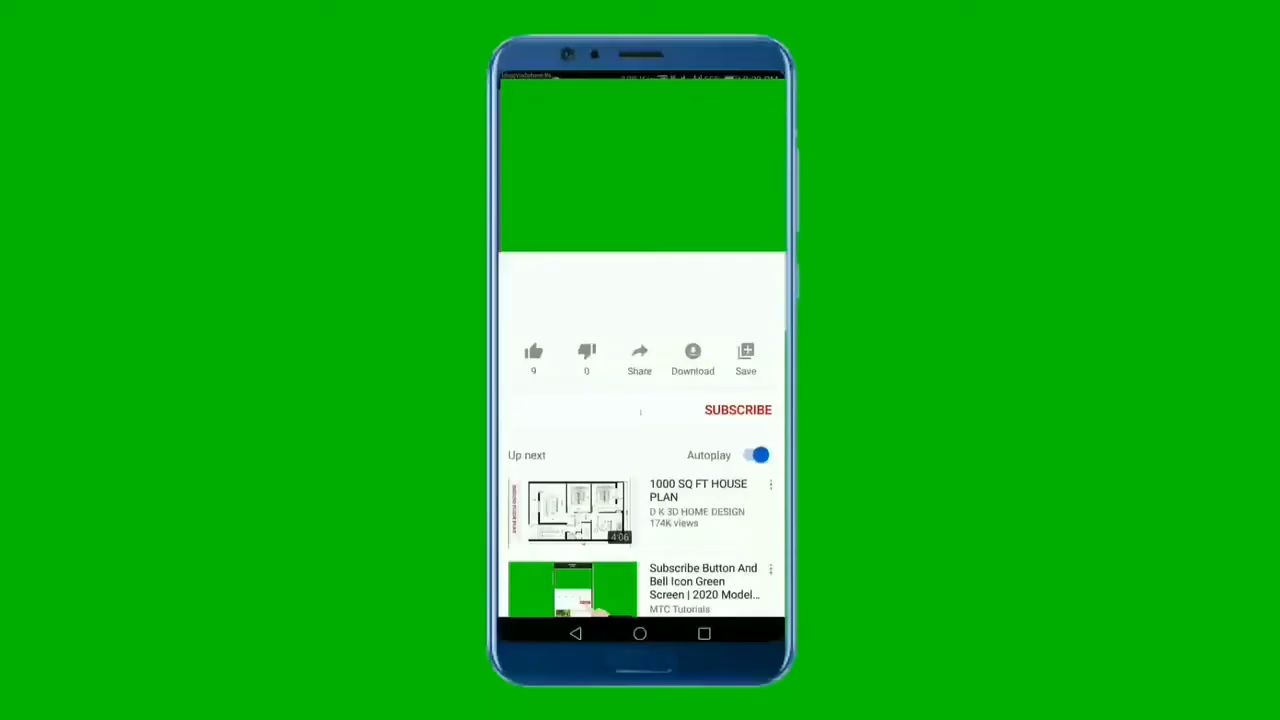 9
0
Share
Download
Save
SUBSCRIBE
Up next
Autoplay
1000 SQ FT HOUSE
PLAN
D K 3D HOME DESIGN
174K views
4:06
Subscribe Button And
Bell Icon Green
Screen | 2020 Model...
MTC Tutorials